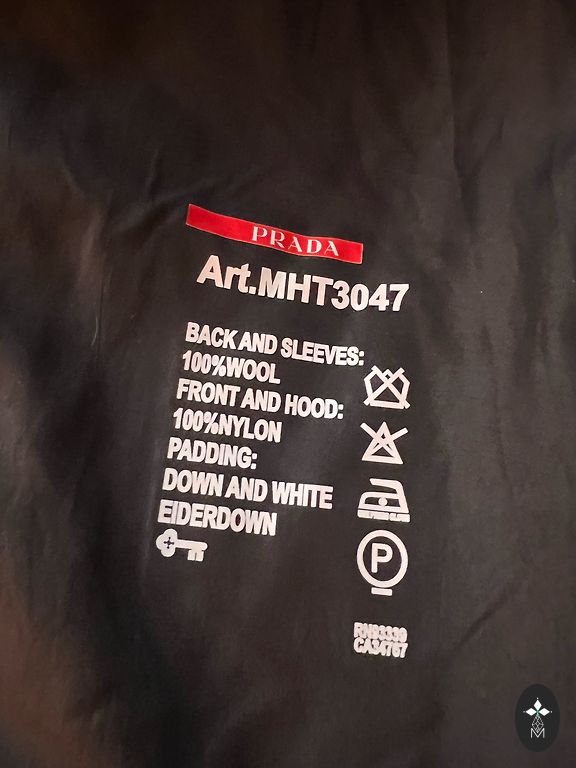 PRADA
Art.MHT3047
BACK AND SLEEVES:
100%WOOL
FRONT AND HOOD:
100%NYLON
PADDING:
DOWN AND WHITE
EIDERDOWN
P
RN93339
CA34767
M